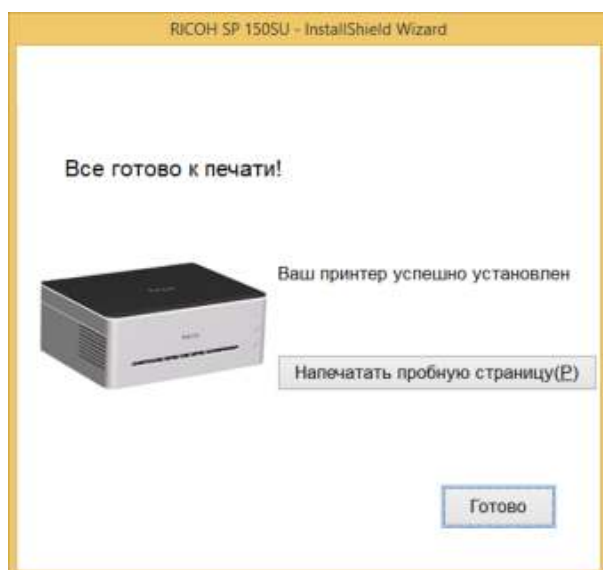 RICOH SP 150SU - InstallShield Wizard
Все готово к печати!
Ваш принтер успешно установлен
Напечатать пробную страницу(P)
Готово